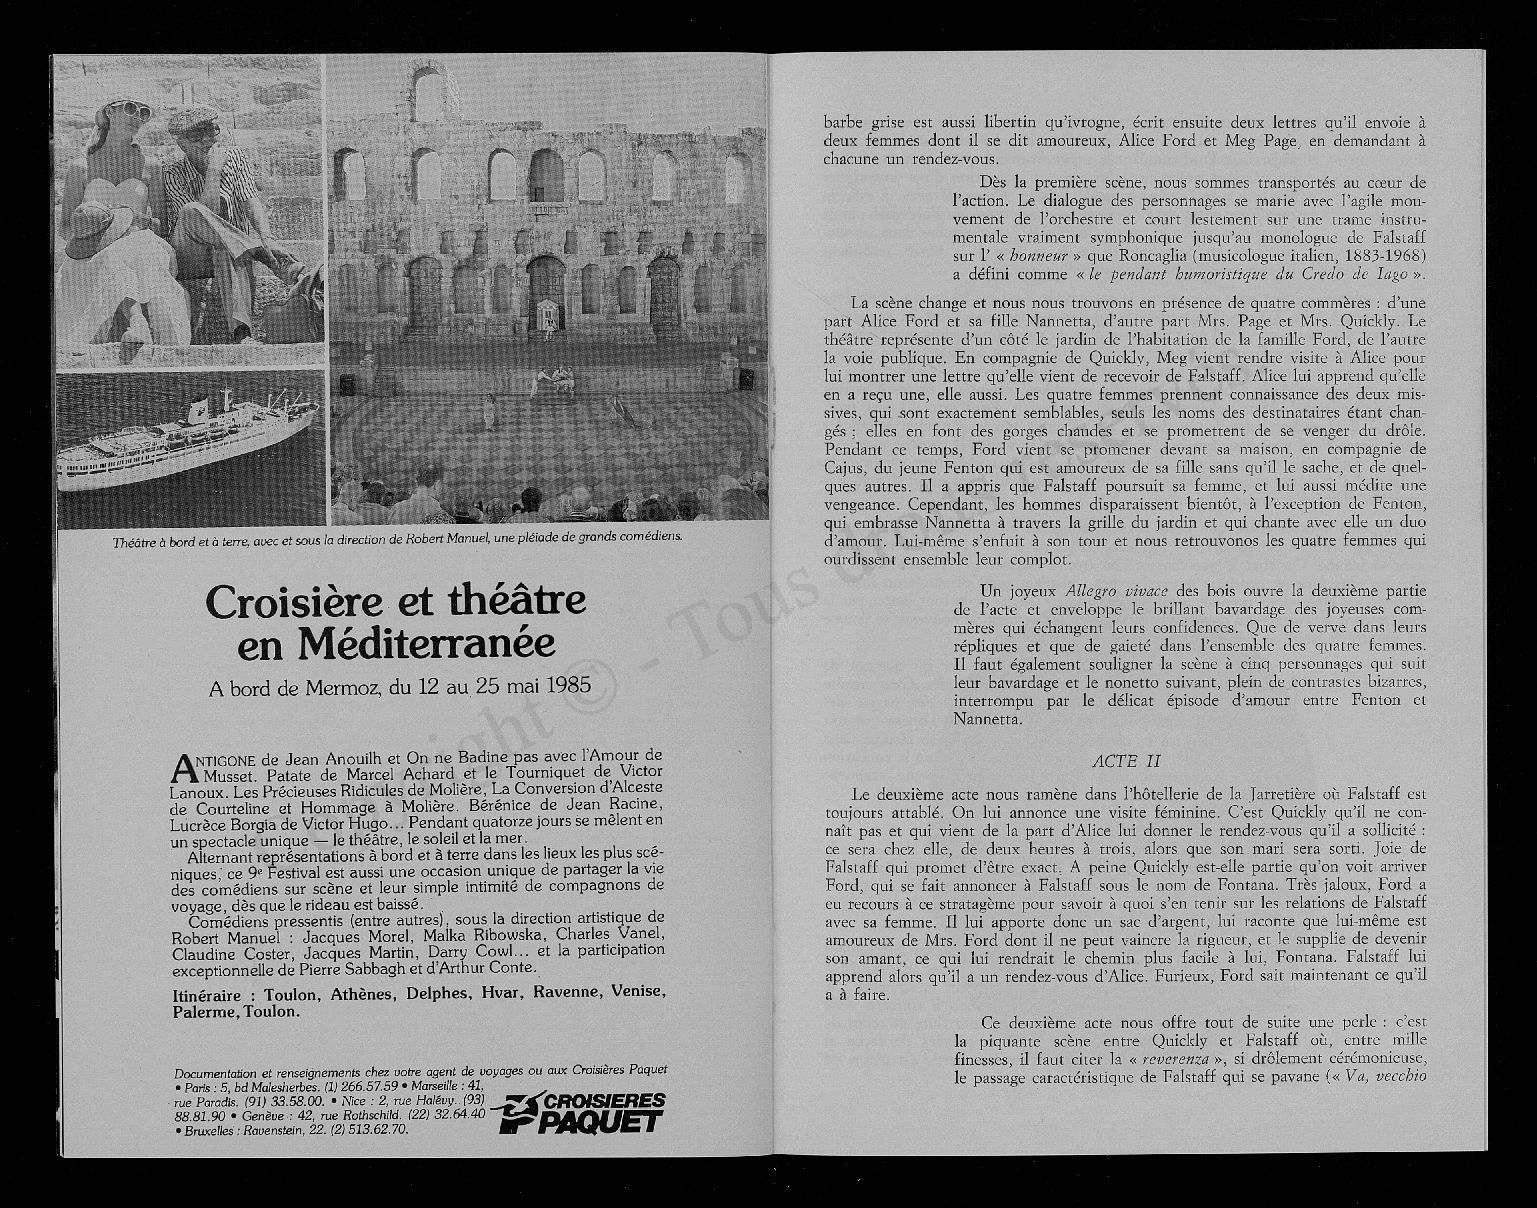 Théâtre à bord et à terre, avec et sous la direction de Robert Manuel, une pléiade de grands comédiens.
Croisière et théâtre
en Méditerranée
A bord de Mermoz, du 12 au 25 mai 1985
ANTIGONE de Jean Anouilh et On ne Badine pas avec l'Amour de
Musset. Patate de Marcel Achard et le Tourniquet de Victor
Lanoux. Les Précieuses Ridicules de Molière, La Conversion d'Alceste
de Courteline et Hommage à Molière. Bérénice de Jean Racine,
Lucrèce Borgia de Victor Hugo... Pendant quatorze jours se mêlent en
un spectacle unique — le théâtre, le soleil et la mer.
Alternant représentations à bord et à terre dans les lieux les plus scé-
niques, ce 9e Festival est aussi une occasion unique de partager la vie
des comédiens sur scène et leur simple intimité de compagnons de
voyage, dès que le rideau est baissé.
Comédiens pressentis (entre autres), sous la direction artistique de
Robert Manuel : Jacques Morel, Malka Ribowska, Charles Vanel,
Claudine Coster, Jacques Martin, Darry Cowl... et la participation
exceptionnelle de Pierre Sabbagh et d'Arthur Conte.
Itinéraire : Toulon, Athènes, Delphes, Hvar, Ravenne, Venise,
Palerme, Toulon.
Documentation et renseignements chez votre agent de voyages ou aux Croisières Paquet
• Paris : 5, bd Malesherbes. (1) 266.57.59 • Marseille : 41,
rue Paradis. (91) 33.58.00. • Nice : 2, rue Halévy. (93)
88.81.90 • Genève : 42, rue Rothschild. (22) 32.64.40
• Bruxelles : Ravenstein, 22. (2) 513.62.70.
CROISIERES
PAQUET
barbe grise est aussi libertin qu'ivrogne, écrit ensuite deux lettres qu'il envoie à
deux femmes dont il se dit amoureux, Alice Ford et Meg Page, en demandant à
chacune un rendez-vous.
Dès la première scène, nous sommes transportés au cœur de
l'action. Le dialogue des personnages se marie avec l'agile mou-
vement de l'orchestre et court lestement sur une trame instru-
mentale vraiment symphonique jusqu'au monologue de Falstaff
sur l' « honneur » que Roncaglia (musicologue italien, 1883-1968)
a défini comme « le pendant humoristique du Credo de Iago ».
La scène change et nous nous trouvons en présence de quatre commères : d'une
part Alice Ford et sa fille Nannetta, d'autre part Mrs. Page et Mrs. Quickly. Le
théâtre représente d'un côté le jardin de l'habitation de la famille Ford, de l'autre
la voie publique. En compagnie de Quickly, Meg vient rendre visite à Alice pour
lui montrer une lettre qu'elle vient de recevoir de Falstaff. Alice lui apprend qu'elle
en a reçu une, elle aussi. Les quatre femmes prennent connaissance des deux mis-
sives, qui sont exactement semblables, seuls les noms des destinataires étant chan-
gés ; elles en font des gorges chaudes et se promettent de se venger du drôle.
Pendant ce temps, Ford vient se promener devant sa maison, en compagnie de
Cajus, du jeune Fenton qui est amoureux de sa fille sans qu'il le sache, et de quel-
ques autres. Il a appris que Falstaff poursuit sa femme, et lui aussi médite une
vengeance. Cependant, les hommes disparaissent bientôt, à l'exception de Fenton,
qui embrasse Nannetta à travers la grille du jardin et qui chante avec elle un duo
d'amour. Lui-même s'enfuit à son tour et nous retrouvonos les quatre femmes qui
ourdissent ensemble leur complot.
Un joyeux Allegro vivace des bois ouvre la deuxième partie
de l'acte et enveloppe le brillant bavardage des joyeuses com-
mères qui échangent leurs confidences. Que de verve dans leurs
répliques et que de gaieté dans l'ensemble des quatre femmes.
Il faut également souligner la scène à cinq personnages qui suit
leur bavardage et le nonetto suivant, plein de contrastes bizarres,
interrompu par le délicat épisode d'amour entre Fenton et
Nannetta.
ACTE II
Le deuxième acte nous ramène dans l'hôtellerie de la Jarretière où Falstaff est
toujours attablé. On lui annonce une visite féminine. C'est Quickly qu'il ne con-
naît pas et qui vient de la part d'Alice lui donner le rendez-vous qu'il a sollicité :
ce sera chez elle, de deux heures à trois, alors que son mari sera sorti. Joie de
Falstaff qui promet d'être exact. A peine Quickly est-elle partie qu'on voit arriver
Ford, qui se fait annoncer à Falstaff sous le nom de Fontana. Très jaloux, Ford a
eu recours à ce stratagème pour savoir à quoi s'en tenir sur les relations de Falstaff
avec sa femme. Il lui apporte donc un sac d'argent, lui raconte que lui-même est
amoureux de Mrs. Ford dont il ne peut vaincre la rigueur, et le supplie de devenir
son amant, ce qui lui rendrait le chemin plus facile à lui, Fontana. Falstaff lui
apprend alors qu'il a un rendez-vous d'Alice. Furieux, Ford sait maintenant ce qu'il
a à faire.
Ce deuxième acte nous offre tout de suite une perle : c'est
la piquante scène entre Quickly et Falstaff où, entre mille
finesses, il faut citer la « reverenza », si drôlement cérémonieuse,
le passage caractéristique de Falstaff qui se pavane (« Va, vecchio